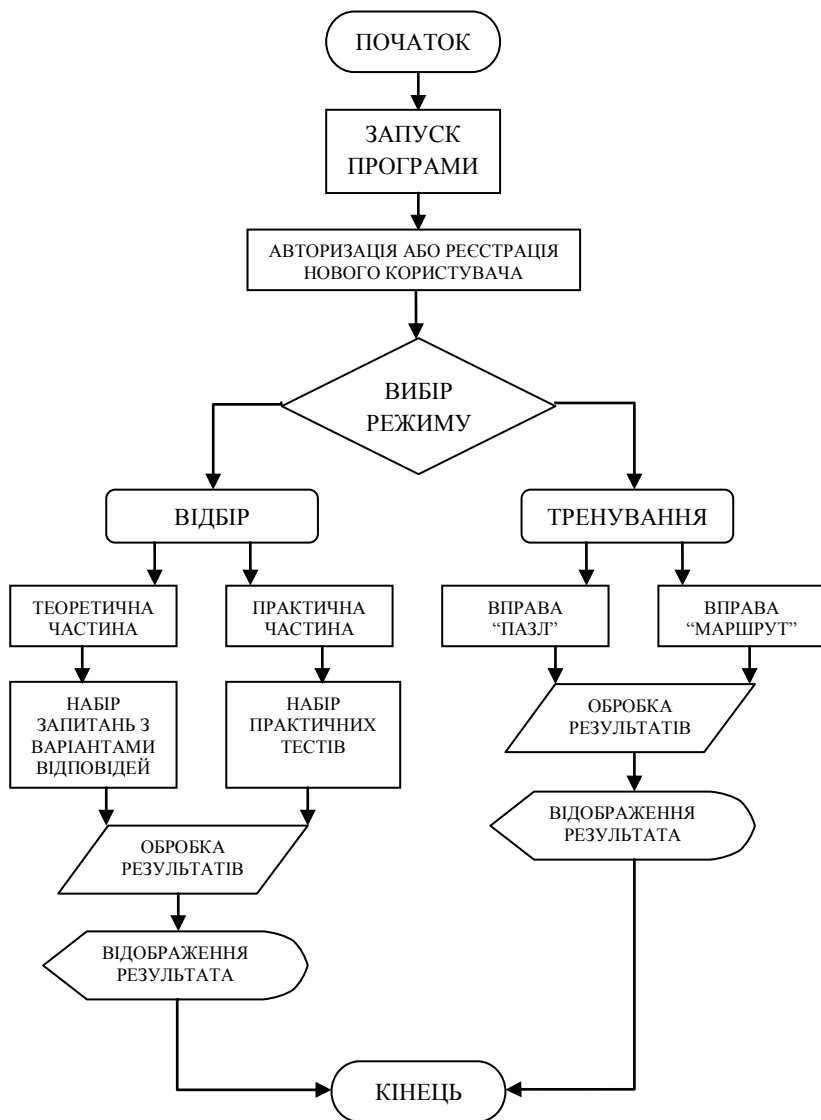 ПОЧАТОК
ЗАПУСК
ПРОГРАМИ
АВТОРИЗАЦІЯ АБО РЕЄСТРАЦІЯ
НОВОГО КОРИСТУВАЧА
ВИБІР
РЕЖИМУ
ВІДБІР
ТРЕНУВАННЯ
ТЕОРЕТИЧНА
ЧАСТИНА
ПРАКТИЧНА
ЧАСТИНА
ВПРАВА
“ПАЗЛ”
ВПРАВА
“МАРШРУТ”
НАБІР
ЗАПИТАНЬ З
ВАРІАНТАМИ
ВІДПОВІДЕЙ
НАБІР
ПРАКТИЧНИХ
ТЕСТІВ
ОБРОБКА
РЕЗУЛЬТАТІВ
ВІДОБРАЖЕННЯ
РЕЗУЛЬТАТА
ОБРОБКА
РЕЗУЛЬТАТІВ
ВІДОБРАЖЕННЯ
РЕЗУЛЬТАТА
КІНЕЦЬ